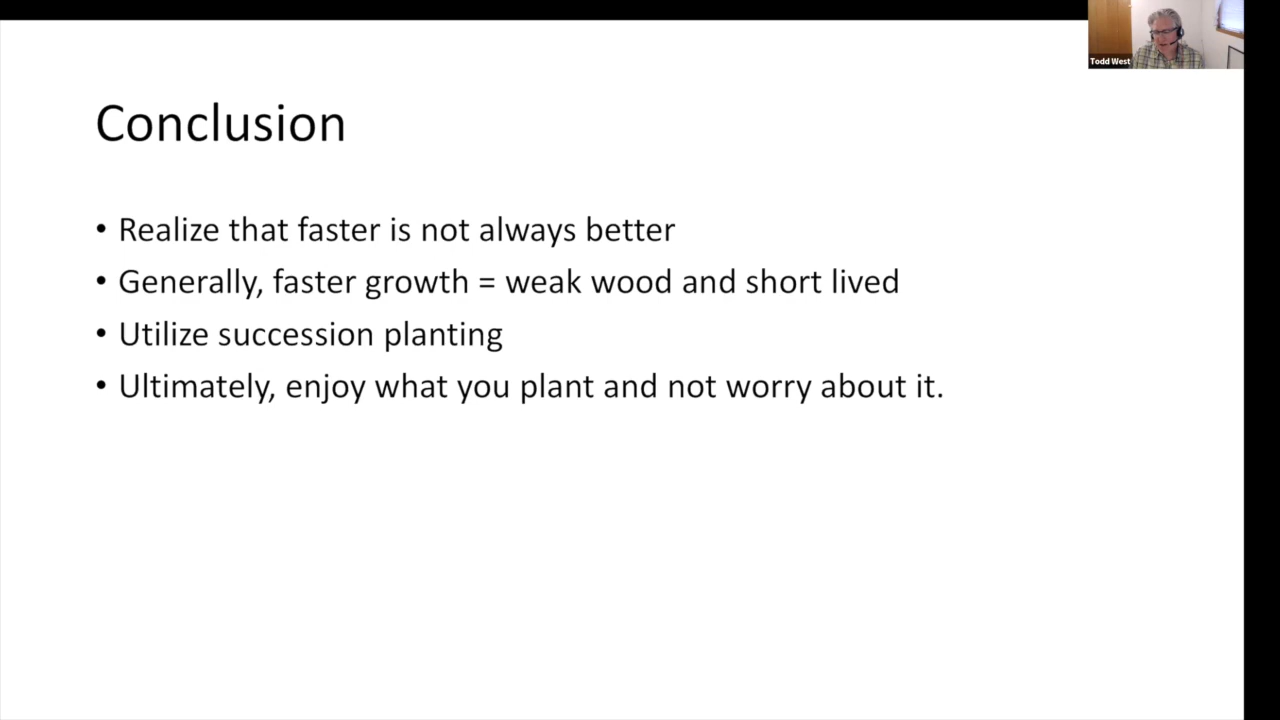 Todd West
Conclusion
• Realize that faster is not always better
• Generally, faster growth = weak wood and short lived
• Utilize succession planting
• Ultimately, enjoy what you plant and not worry about it.